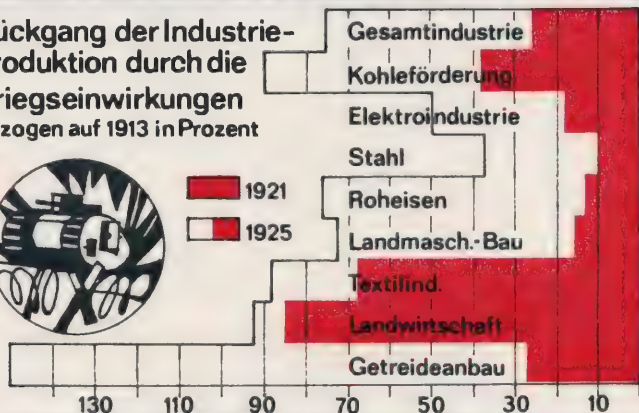 ückgang der Industrie-
roduktion durch die
riegseinwirkungen
zogen auf 1913 in Prozent
1921
1925
Gesamtindustrie
Kohleförderung
Elektroindustrie
Stahl
Roheisen
Landmasch.-Bau
Textilind.
Landwirtschaft
Getreideanbau
130 110 90 70 50 30 10